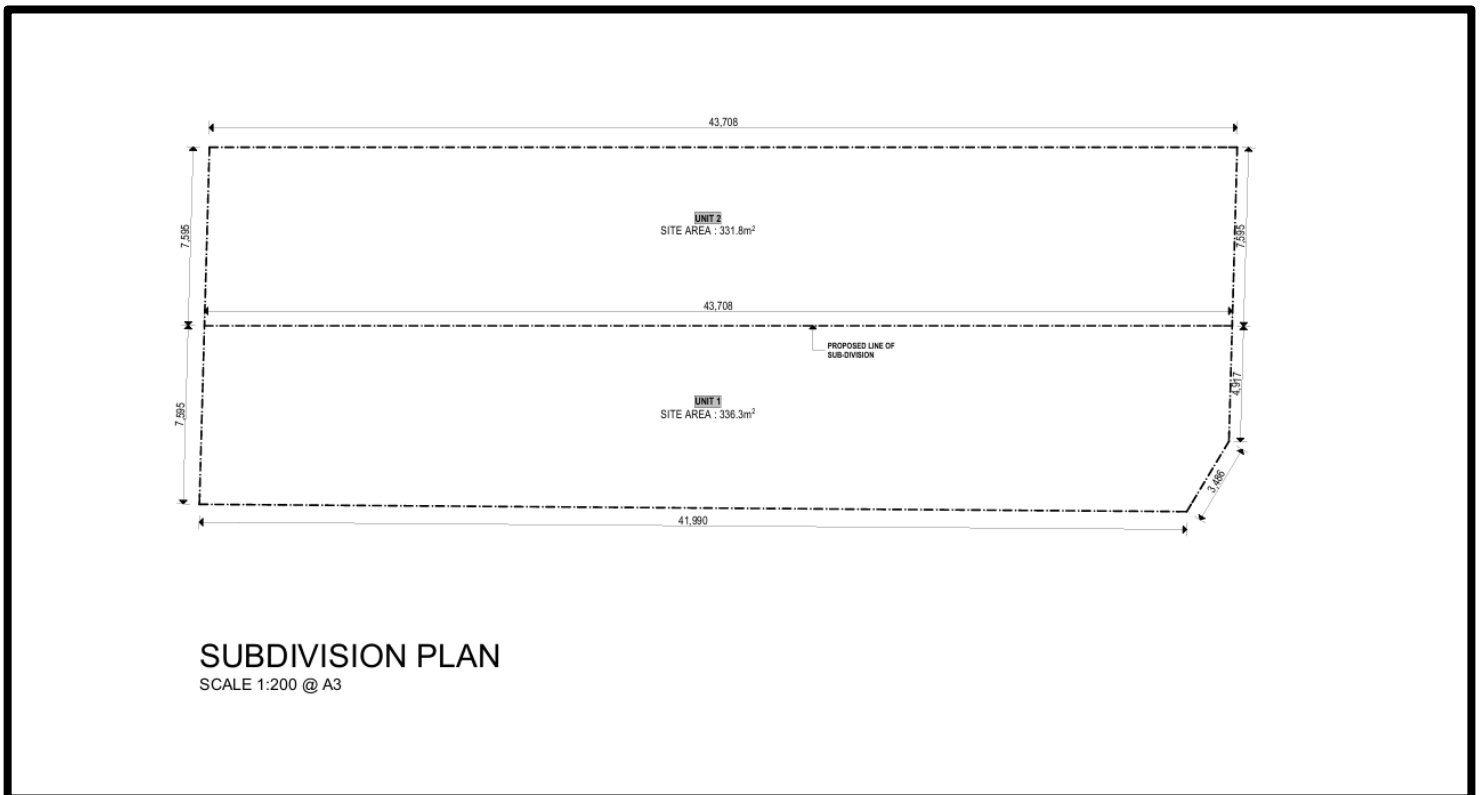 43,708
7,595
UNIT 2
SITE AREA : 331.8m²
7,595
43,708
PROPOSED LINE OF
SUB-DIVISION
7,595
UNIT 1
SITE AREA : 336.3m²
4,917
3,486
41,990
SUBDIVISION PLAN
SCALE 1:200 @ A3